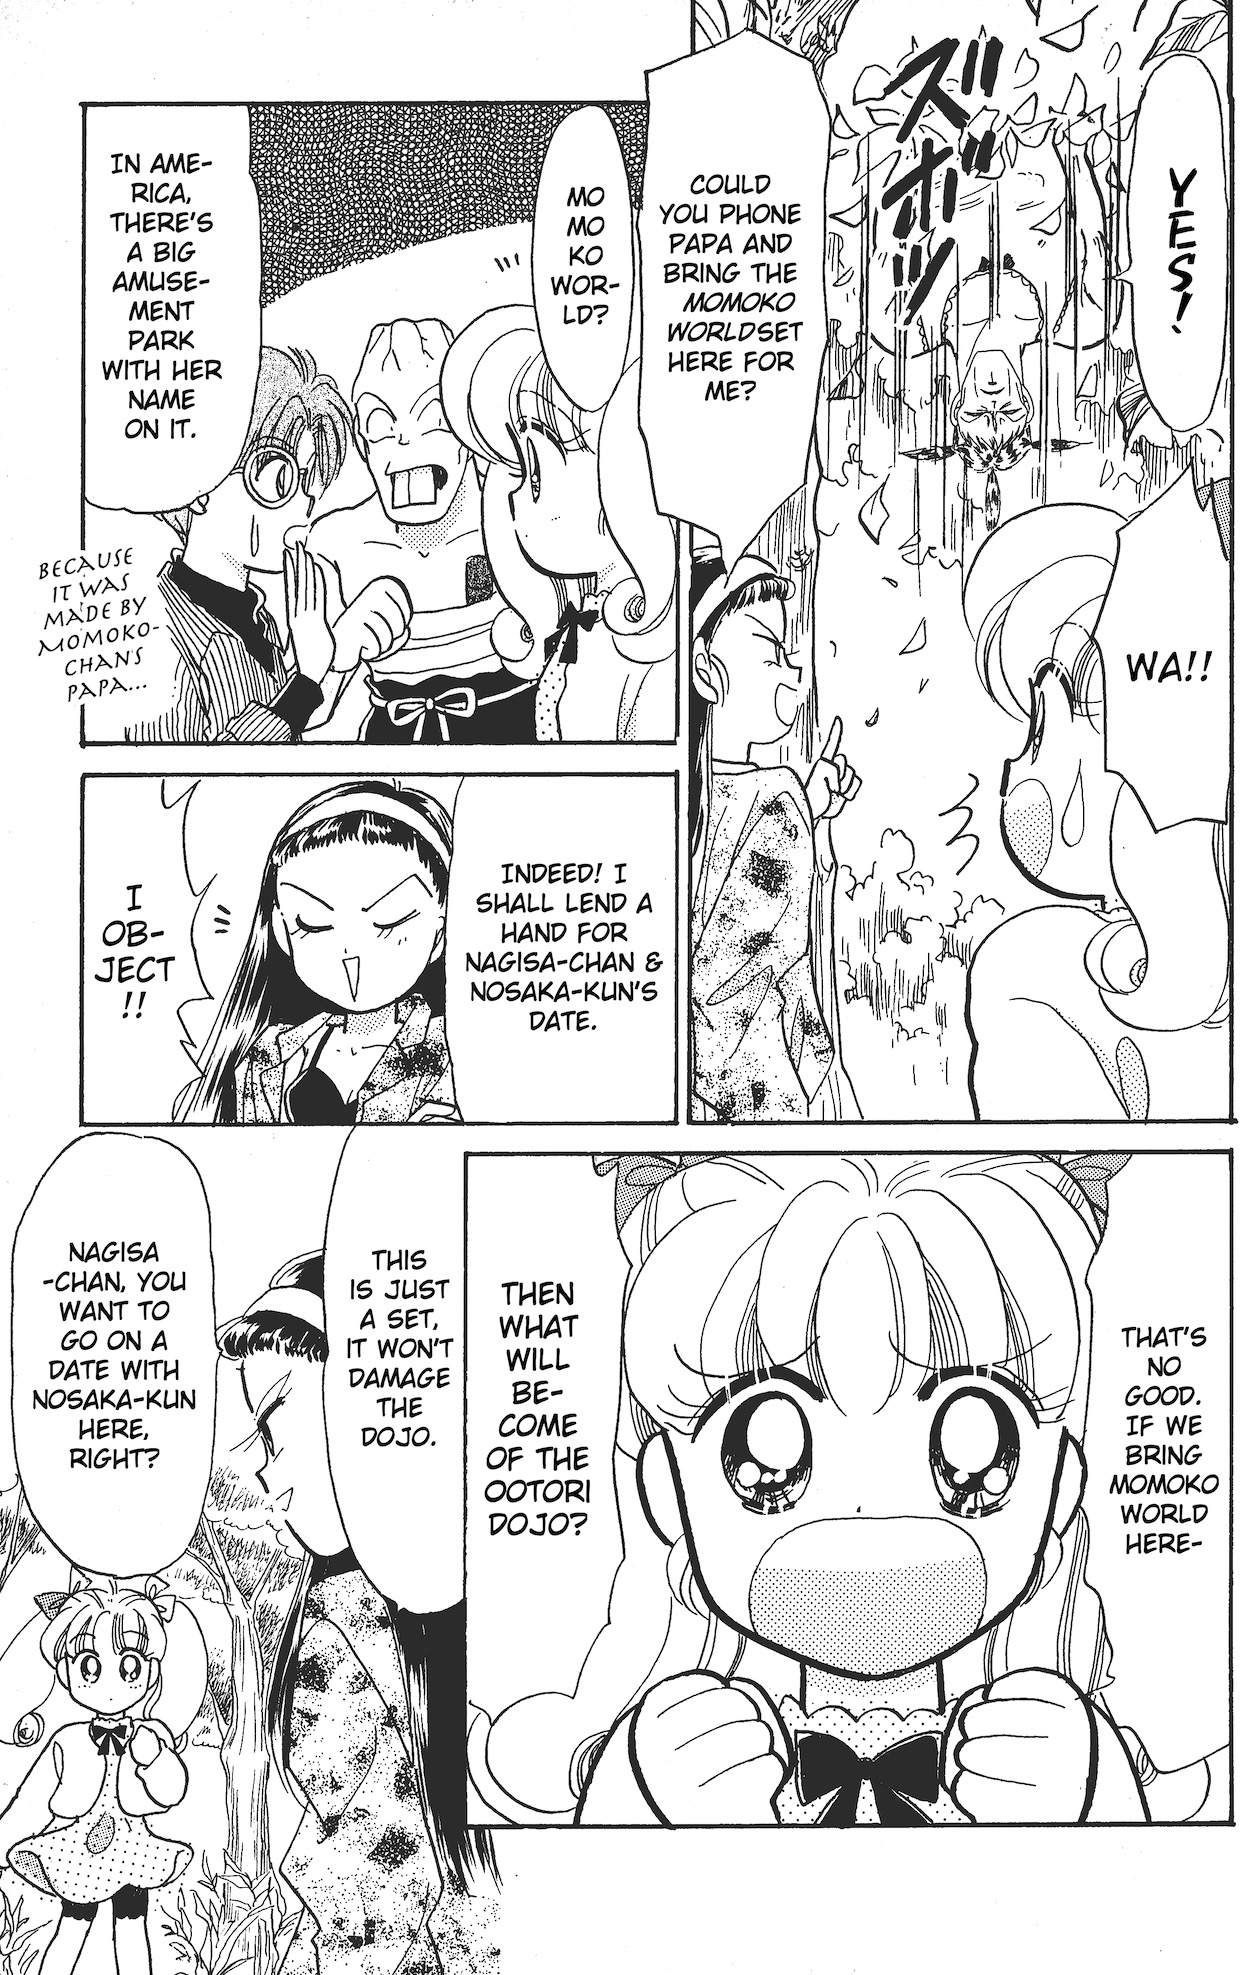 YES!
ズボッ
WA!!
COULD
YOU PHONE
PAPA AND
BRING THE
MOMOKO
WORLDSET
HERE FOR
ME?
MO
MO
KO
WOR-
LD?
IN AME-
RICA,
THERE'S
A BIG
AMUSE-
MENT
PARK
WITH HER
NAME
ON IT.
BECAUSE
IT WAS
MADE BY
MOMOKO-
CHAN'S
PAPA...
INDEED! I
SHALL LEND A
HAND FOR
NAGISA-CHAN &
NOSAKA-KUN'S
DATE.
I
OB-
JECT
!!
THAT'S
NO
GOOD.
IF WE
BRING
MOMOKO
WORLD
HERE-
THEN
WHAT
WILL
BE-
COME
OF THE
OOTORI
DOJO?
THIS
IS JUST
A SET,
IT WON'T
DAMAGE
THE
DOJO.
NAGISA
-CHAN, YOU
WANT TO
GO ON A
DATE WITH
NOSAKA-KUN
HERE,
RIGHT?